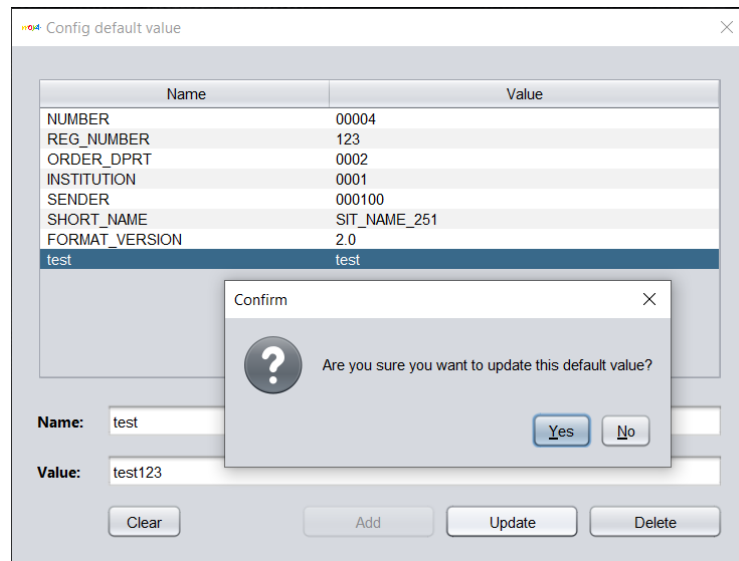 Config default value
Name Value
NUMBER 00004
REG_NUMBER 123
ORDER_DPRT 0002
INSTITUTION 0001
SENDER 000100
SHORT_NAME SIT_NAME_251
FORMAT_VERSION 2.0
test test
Confirm
Are you sure you want to update this default value?
Yes No
Name: test
Value: test123
Clear Add Update Delete